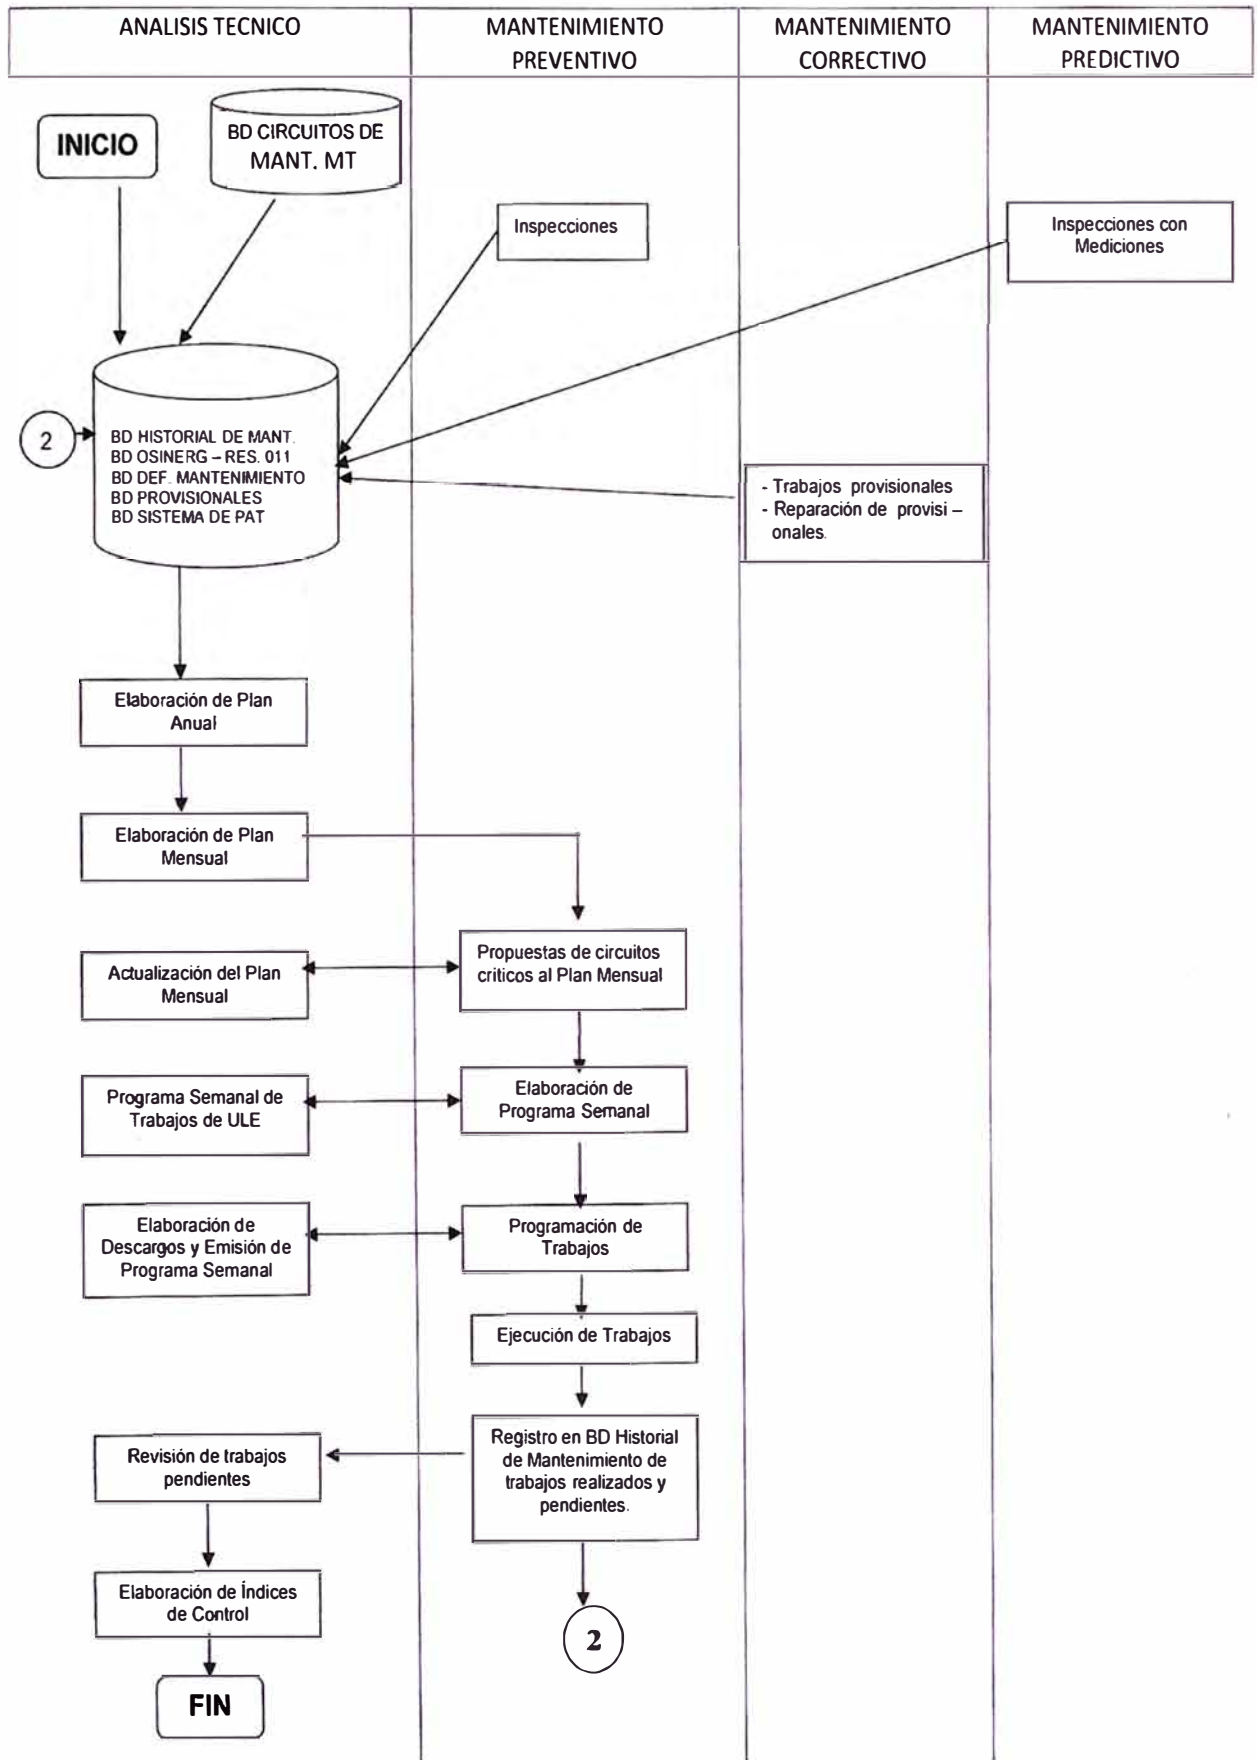 ANALISIS TECNICO
MANTENIMIENTO
PREVENTIVO
MANTENIMIENTO
CORRECTIVO
MANTENIMIENTO
PREDICTIVO
INICIO
BD CIRCUITOS DE
MANT. MT
Inspecciones
Inspecciones con
Mediciones
2
BD HISTORIAL DE MANT.
BD OSINERG – RES. 011
BD DEF. MANTENIMIENTO
BD PROVISIONALES
BD SISTEMA DE PAT
- Trabajos provisionales
- Reparación de provisi –
onales.
Elaboración de Plan
Anual
Elaboración de Plan
Mensual
Actualización del Plan
Mensual
Propuestas de circuitos
criticos al Plan Mensual
Programa Semanal de
Trabajos de ULE
Elaboración de
Programa Semanal
Elaboración de
Descargos y Emisión de
Programa Semanal
Programación de
Trabajos
Ejecución de Trabajos
Revisión de trabajos
pendientes
Registro en BD Historial
de Mantenimiento de
trabajos realizados y
pendientes.
Elaboración de Índices
de Control
2
FIN